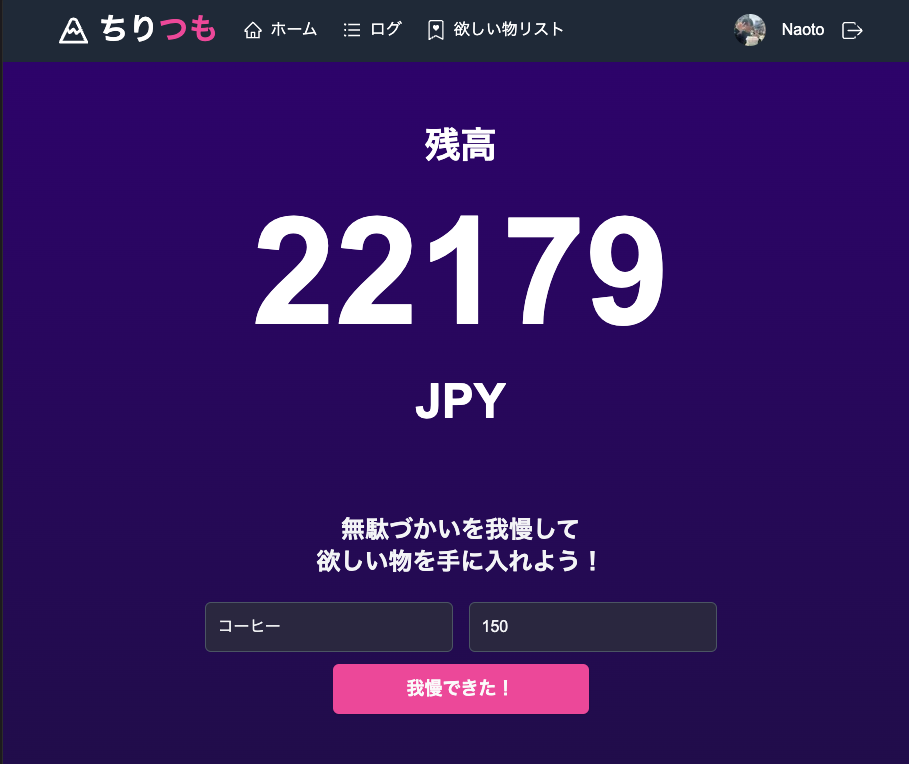 ちりつも ホーム ログ 欲しい物リスト Naoto
残高
22179
JPY
無駄づかいを我慢して
欲しい物を手に入れよう！
コーヒー 150
我慢できた！